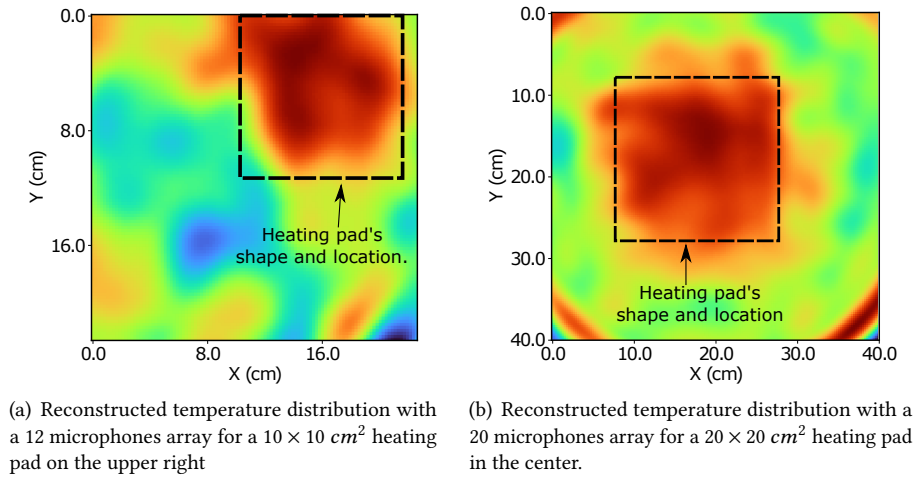 0.0
8.0
16.0
Y (cm)
0.0
8.0
16.0
X (cm)
Heating pad's
shape and location.
0.0
10.0
20.0
30.0
40.0
Y (cm)
0.0
10.0
20.0
30.0
40.0
X (cm)
Heating pad's
shape and location
(a) Reconstructed temperature distribution with
a 12 microphones array for a 10 × 10 cm² heating
pad on the upper right
(b) Reconstructed temperature distribution with a
20 microphones array for a 20 × 20 cm² heating pad
in the center.